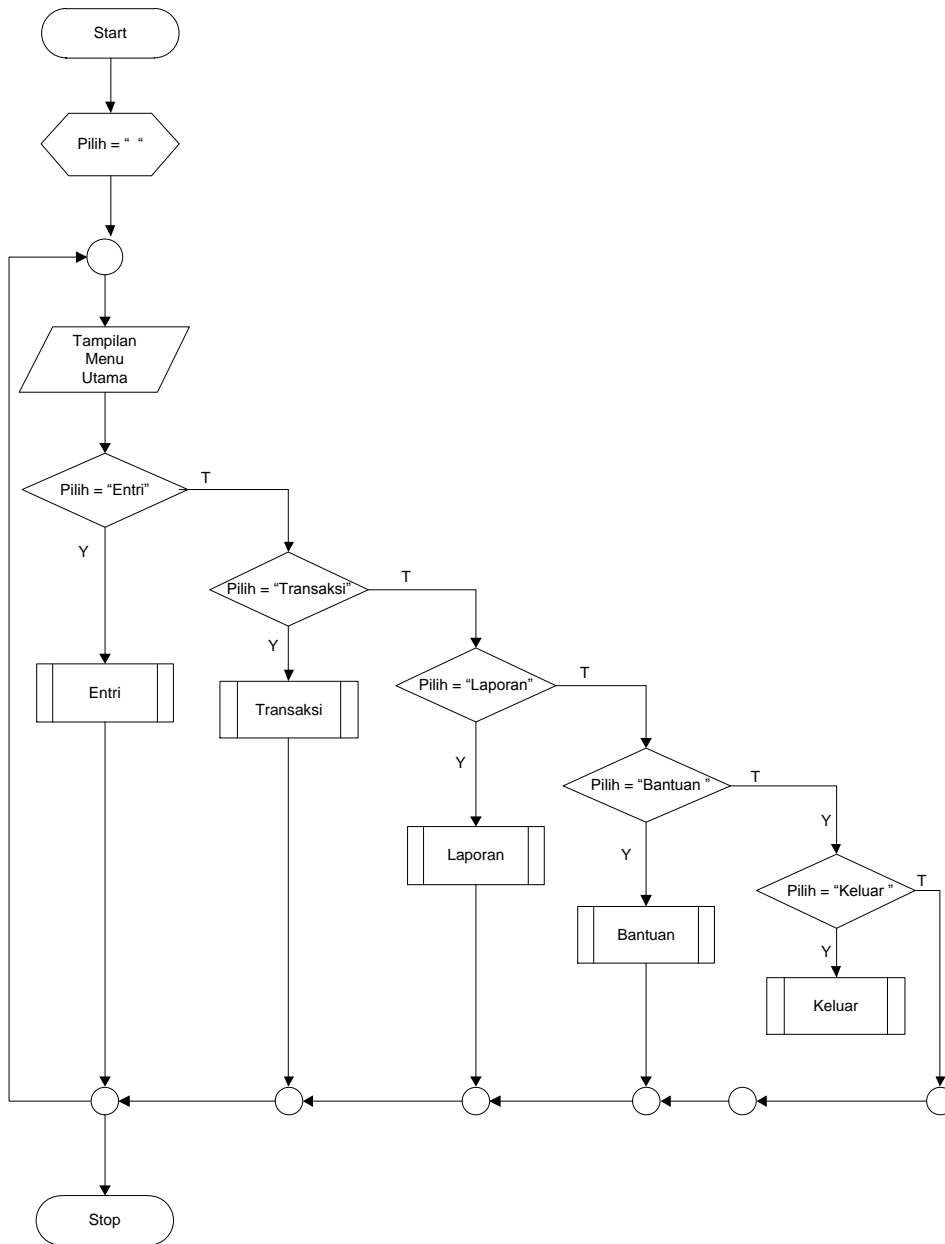 Start
Pilih = “ “
Tampilan
Menu
Utama
Pilih = “Entri”
T
Y
Pilih = “Transaksi”
T
Y
Entri
Transaksi
Pilih = “Laporan”
T
Y
Pilih = “Bantuan ”
T
Y
Y
Laporan
Pilih = “Keluar ”
T
Y
Bantuan
Keluar
Stop